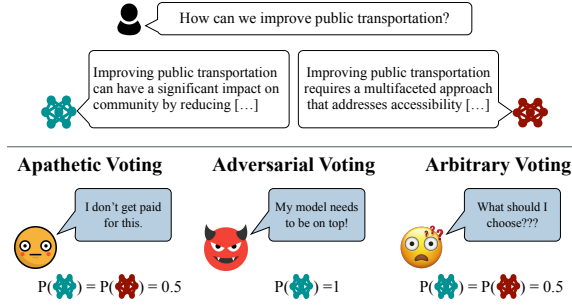 How can we improve public transportation?
Improving public transportation
can have a significant impact on
community by reducing […]
Improving public transportation
requires a multifaceted approach
that addresses accessibility […]
Apathetic Voting
I don't get paid
for this.
P( ) = P( ) = 0.5
Adversarial Voting
My model needs
to be on top!
P( ) =1
Arbitrary Voting
???
What should I
choose???
P( ) = P( ) = 0.5